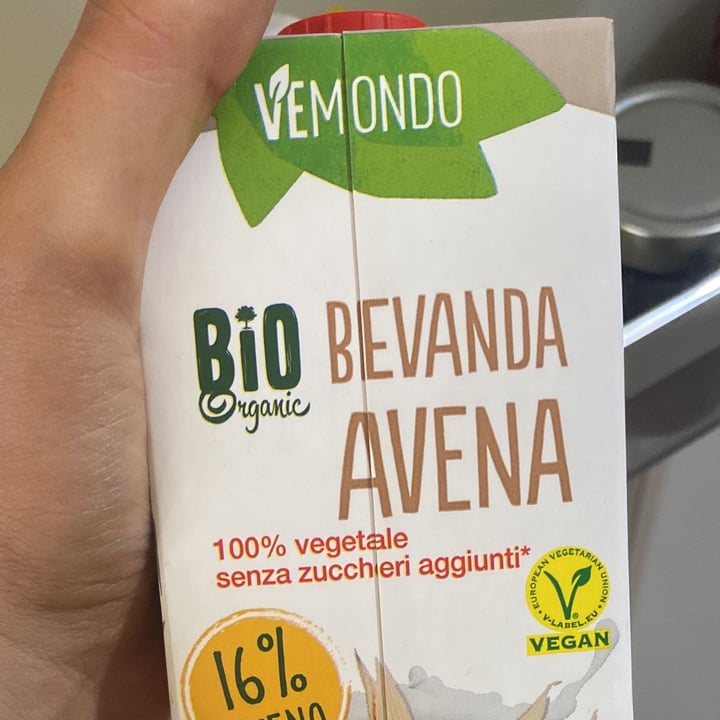 VEMONDO
BIO
Organic
BEVANDA
AVENA
100% vegetale
senza zuccheri aggiunti*
EUROPEAN VEGETARIAN UNION
V-LABEL.EU
VEGAN
16%